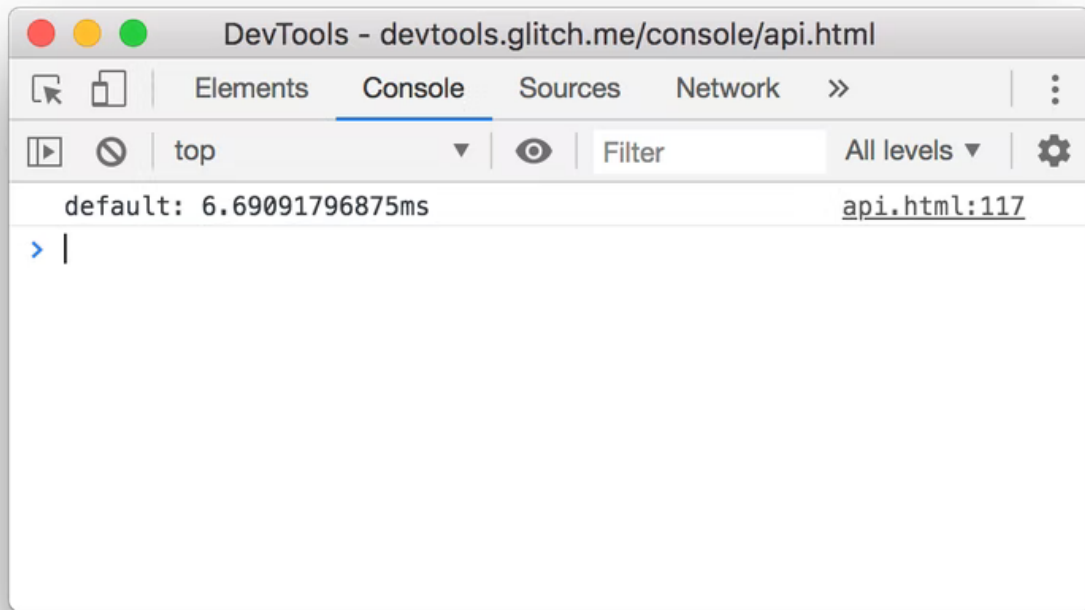 DevTools - devtools.glitch.me/console/api.html
Elements Console Sources Network »
top ▼ Filter All levels ▼
default: 6.69091796875ms api.html:117
>